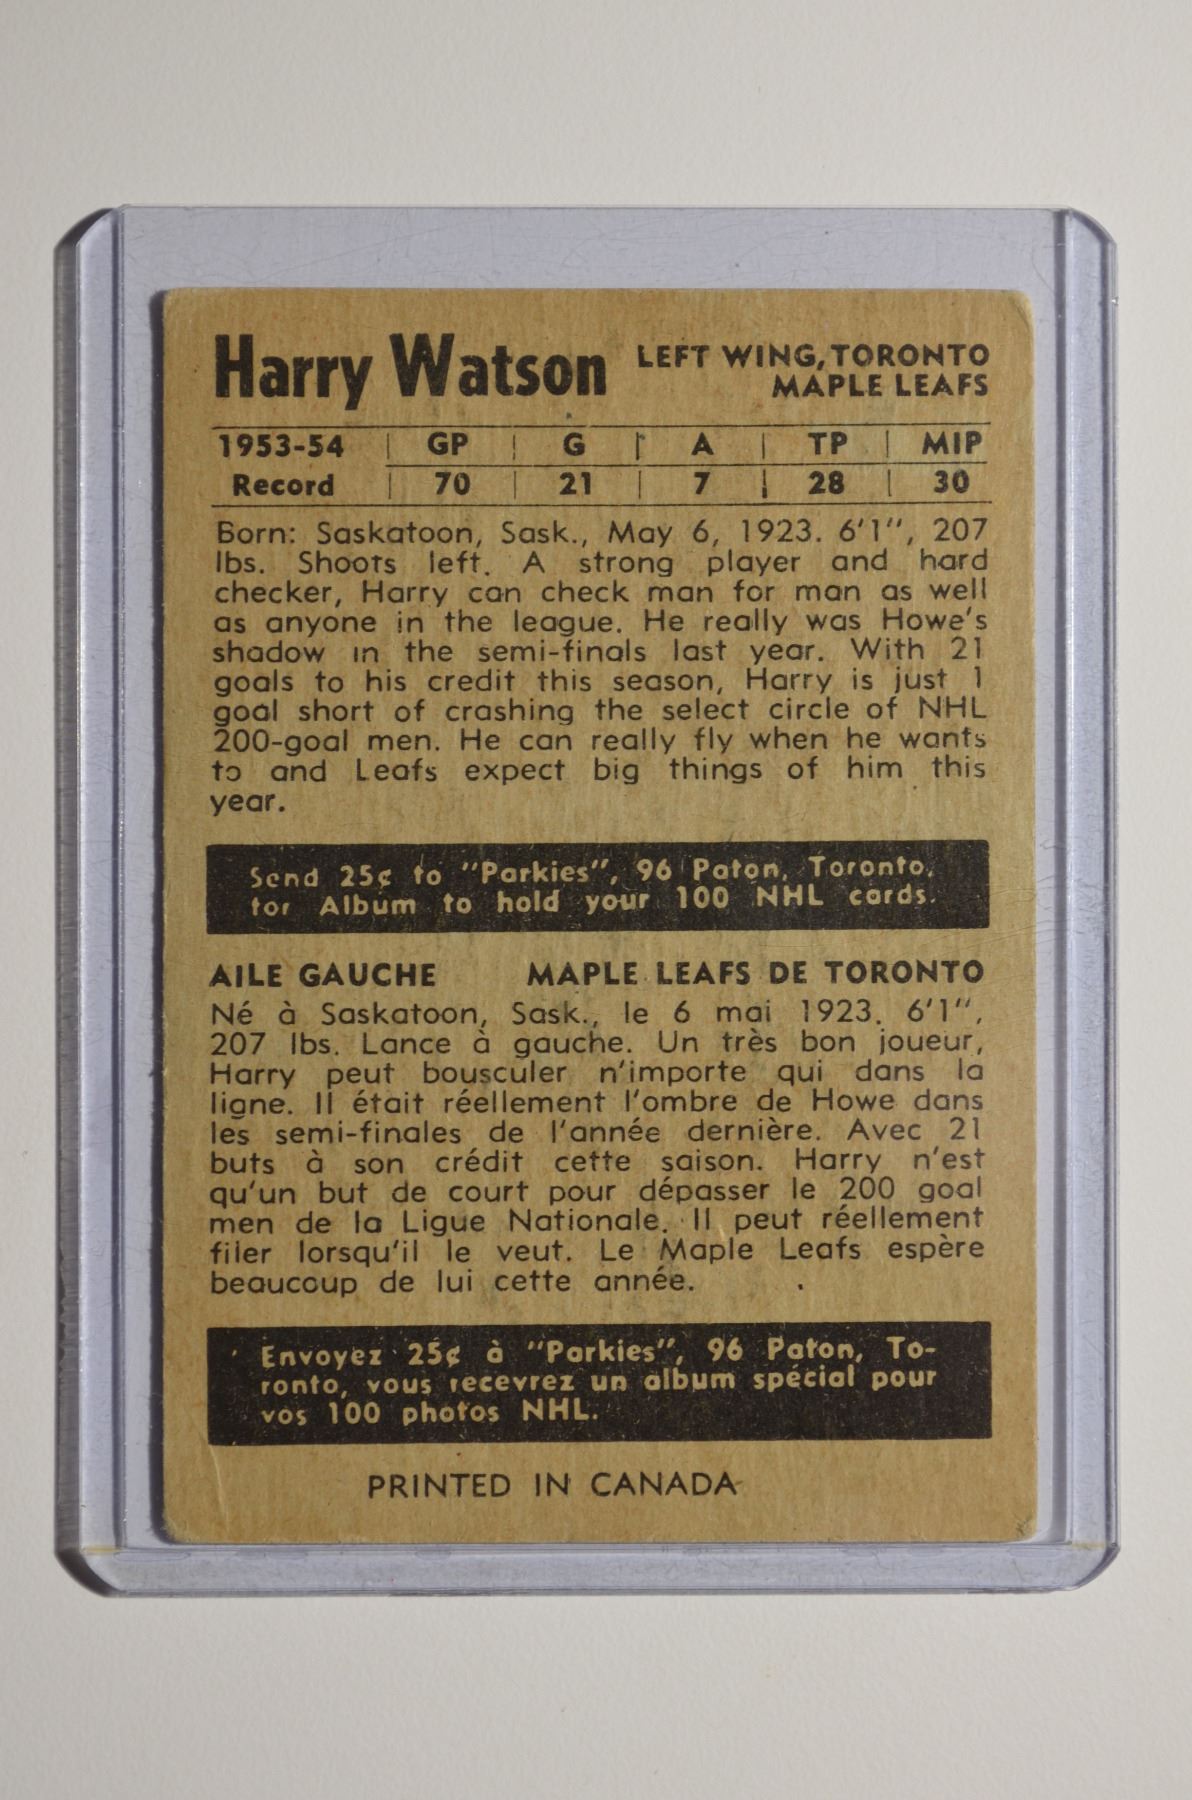 Harry Watson LEFT WING, TORONTO
MAPLE LEAFS
1953-54 | GP | G | A | TP | MIP
Record | 70 | 21 | 7 | 28 | 30
Born: Saskatoon, Sask., May 6, 1923. 6'1", 207
lbs. Shoots left. A strong player and hard
checker, Harry can check man for man as well
as anyone in the league. He really was Howe's
shadow in the semi-finals last year. With 21
goals to his credit this season, Harry is just 1
goal short of crashing the select circle of NHL
200-goal men. He can really fly when he wants
to and Leafs expect big things of him this
year.
Send 25¢ to "Parkies", 96 Paton, Toronto,
for Album to hold your 100 NHL cards.
AILE GAUCHE MAPLE LEAFS DE TORONTO
Né à Saskatoon, Sask., le 6 mai 1923. 6'1",
207 lbs. Lance à gauche. Un très bon joueur,
Harry peut bousculer n'importe qui dans la
ligne. Il était réellement l'ombre de Howe dans
les semi-finales de l'année dernière. Avec 21
buts à son crédit cette saison. Harry n'est
qu'un but de court pour dépasser le 200 goal
men de la Ligue Nationale. Il peut réellement
filer lorsqu'il le veut. Le Maple Leafs espère
beaucoup de lui cette année.
Envoyez 25¢ à "Parkies", 96 Paton, To-
ronto, vous recevrez un album spécial pour
vos 100 photos NHL.
PRINTED IN CANADA